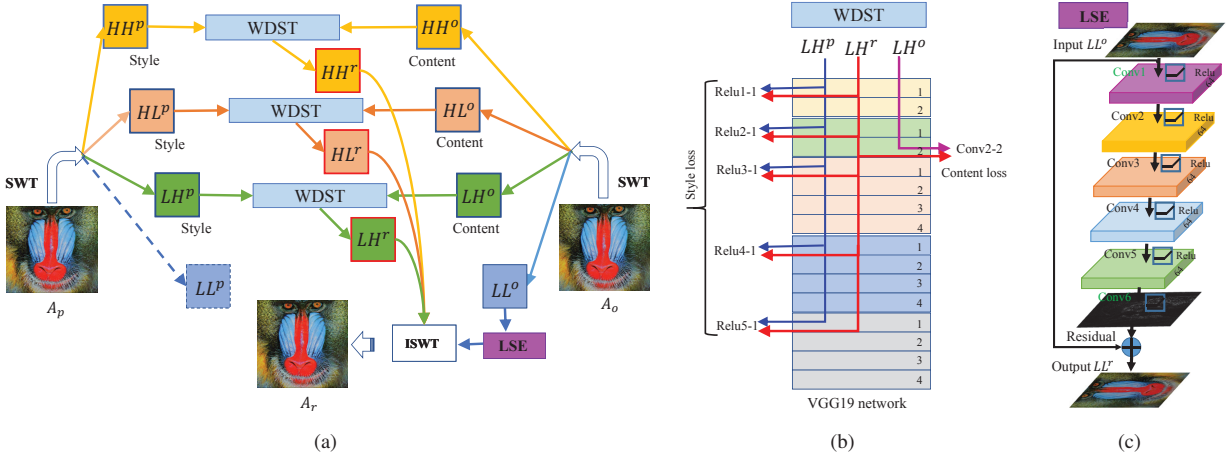 HH^p
WDST
HH^o
Style
HH^r
Content
HL^p
WDST
HL^o
Style
HL^r
Content
SWT
SWT
LH^p
WDST
LH^o
Style
LH^r
Content
A_p
LL^p
LL^o
A_o
ISWT
LSE
A_r
(a)
WDST
LH^p LH^r LH^o
Style loss
Relu1-1
1
2
Relu2-1
1
2
Conv2-2
Content loss
Relu3-1
1
2
3
4
Relu4-1
1
2
3
4
Relu5-1
1
2
3
4
VGG19 network
(b)
LSE
Input LL^o
Conv1
Relu
64
Conv2
Relu
64
Conv3
Relu
64
Conv4
Relu
64
Conv5
Relu
64
Conv6
Residual
Output LL^r
(c)